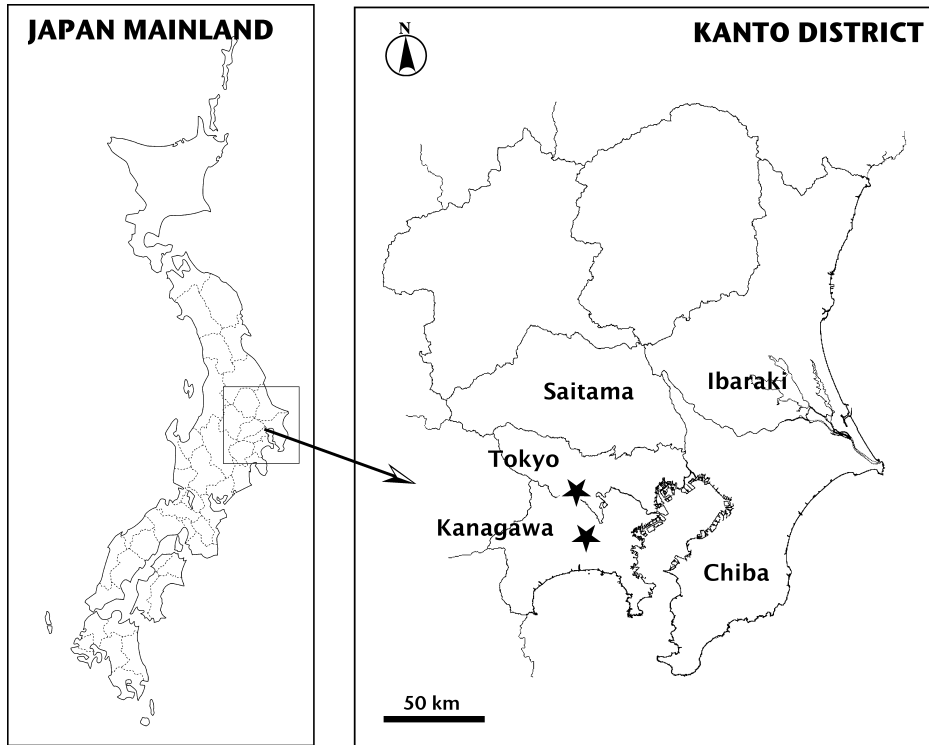 JAPAN MAINLAND
KANTO DISTRICT
N
Saitama
Ibaraki
Tokyo
Kanagawa
Chiba
50 km